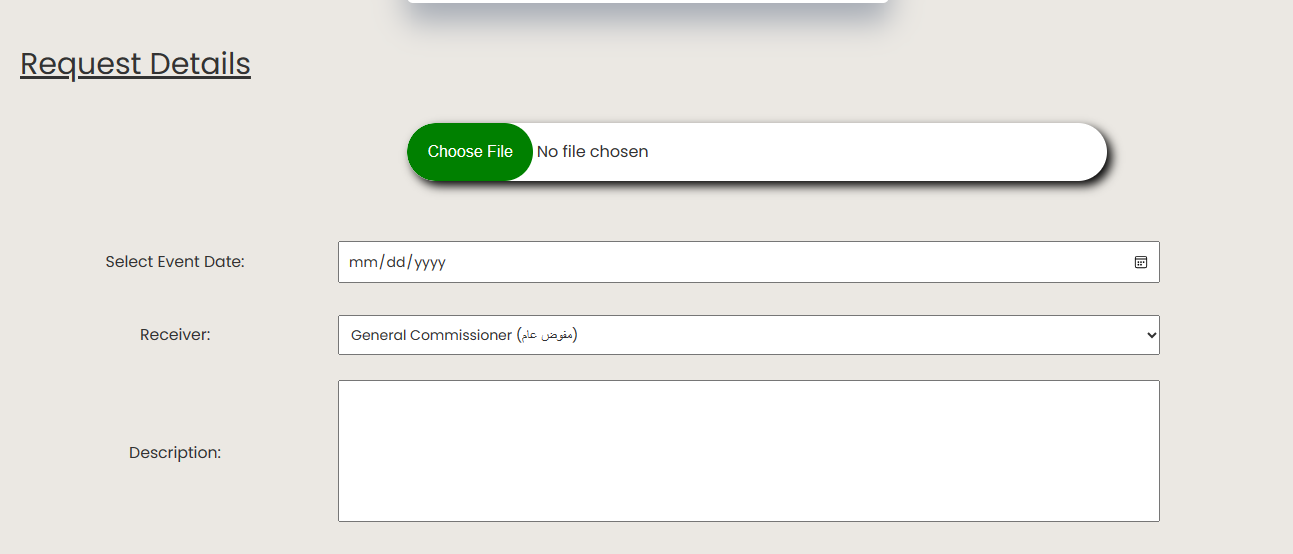 Request Details
Choose File No file chosen
Select Event Date: mm/dd/yyyy
Receiver: General Commissioner (مفوض عام)
Description: